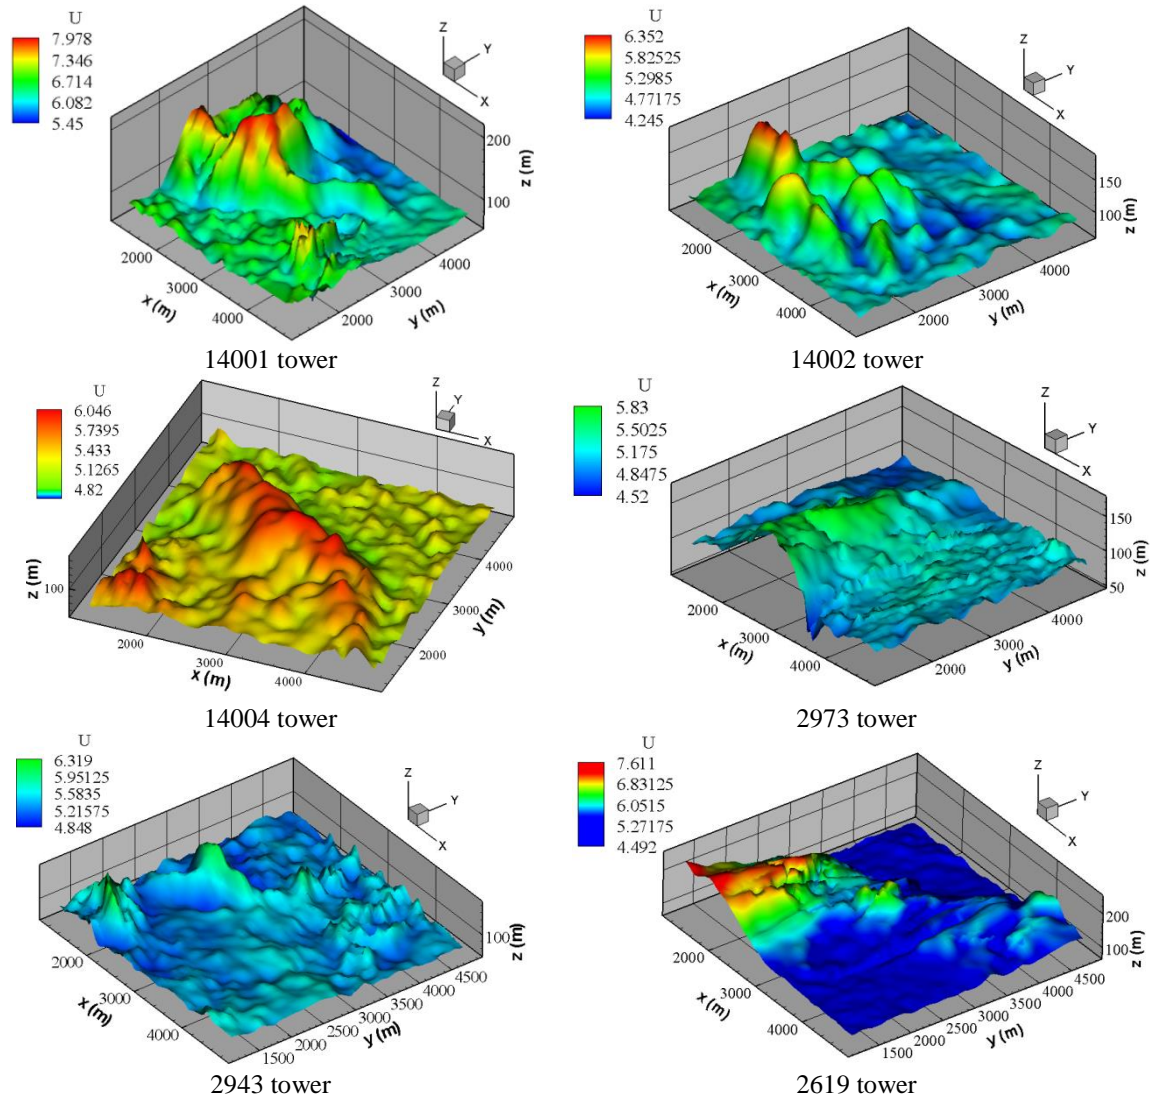 U
7.978
7.346
6.714
6.082
5.45
Z
Y
X
200
100
z (m)
2000
3000
4000
x (m)
2000
3000
4000
y (m)
14001 tower
U
6.352
5.82525
5.2985
4.77175
4.245
Z
Y
X
150
100
z (m)
2000
3000
4000
x (m)
2000
3000
4000
y (m)
14002 tower
U
6.046
5.7395
5.433
5.1265
4.82
Z
Y
X
100
z (m)
2000
3000
4000
x (m)
2000
3000
4000
y (m)
14004 tower
U
5.83
5.5025
5.175
4.8475
4.52
Z
Y
X
150
100
50
z (m)
2000
3000
4000
x (m)
2000
3000
4000
y (m)
2973 tower
U
6.319
5.95125
5.5835
5.21575
4.848
Z
Y
X
100
z (m)
2000
3000
4000
x (m)
1500
2000
2500
3000
3500
4000
4500
y (m)
2943 tower
U
7.611
6.83125
6.0515
5.27175
4.492
Z
Y
X
200
100
z (m)
2000
3000
4000
x (m)
1500
2000
2500
3000
3500
4000
4500
y (m)
2619 tower